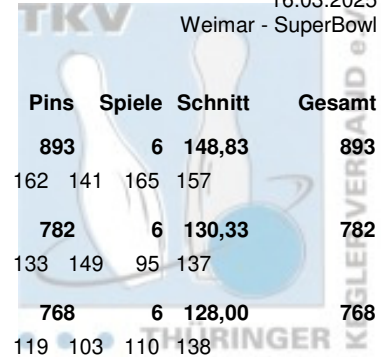 16.03.2025
Weimar - SuperBowl
TKV
Pins Spiele Schnitt Gesamt
893 6 148,83 893
162 141 165 157
782 6 130,33 782
133 149 95 137
768 6 128,00 768
119 103 110 138
THÜRINGER
KEGLER VERBAND e.V.